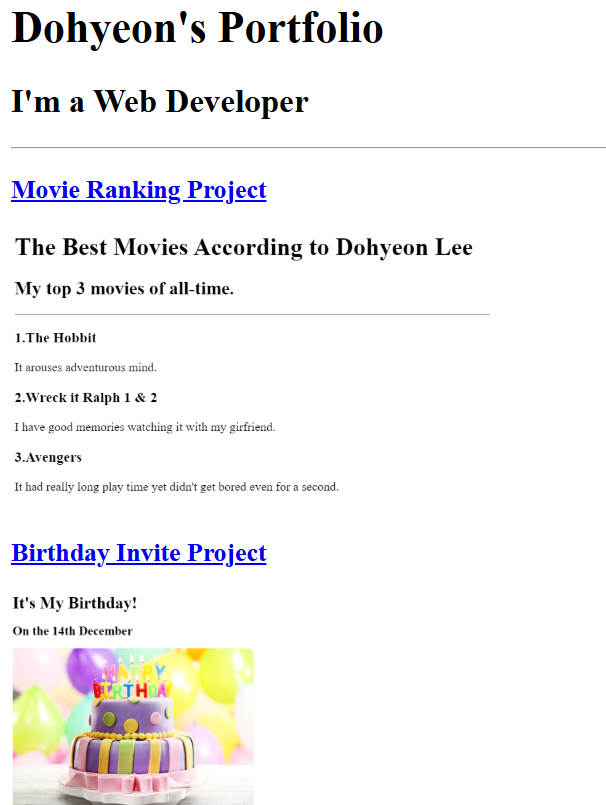 Dohyeon's Portfolio
I'm a Web Developer
Movie Ranking Project
The Best Movies According to Dohyeon Lee
My top 3 movies of all-time.
1.The Hobbit
It arouses adventurous mind.
2.Wreck it Ralph 1 & 2
I have good memories watching it with my girfriend.
3.Avengers
It had really long play time yet didn't get bored even for a second.
Birthday Invite Project
It's My Birthday!
On the 14th December
HAPPY
BIRTHDAY